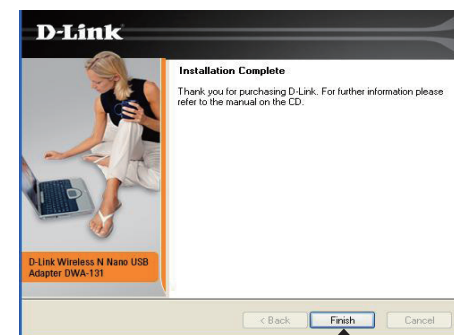 D-Link
Installation Complete
Thank you for purchasing D-Link. For further information please
refer to the manual on the CD.
D-Link Wireless N Nano USB
Adapter DWA-131
< Back
Finish
Cancel